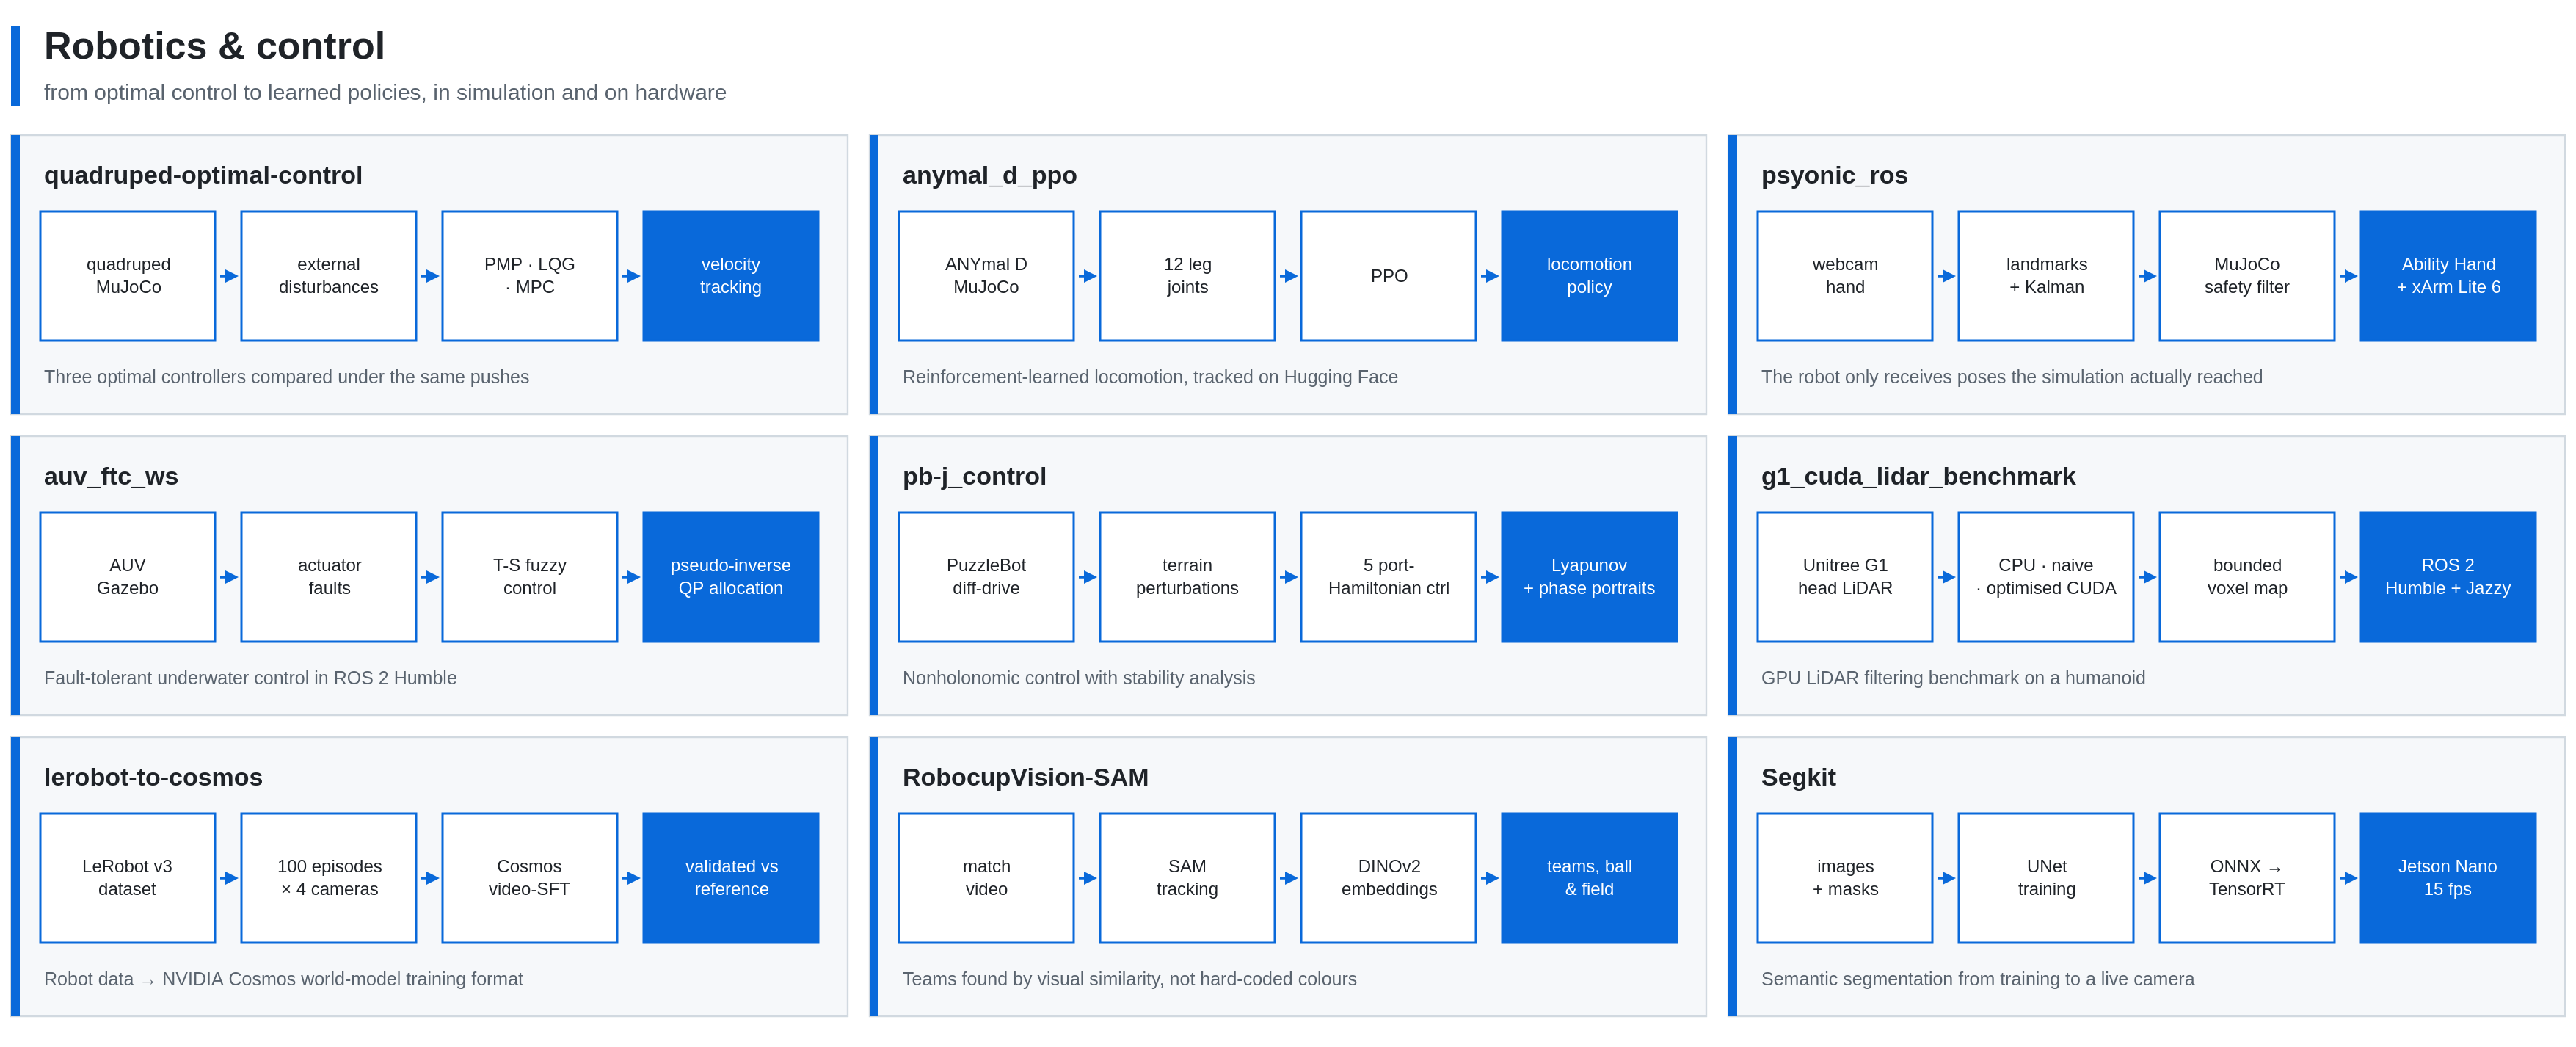 Robotics & control
from optimal control to learned policies, in simulation and on hardware
quadruped-optimal-control
quadruped
MuJoCo
external
disturbances
PMP · LQG
· MPC
velocity
tracking
Three optimal controllers compared under the same pushes
anymal_d_ppo
ANYmal D
MuJoCo
12 leg
joints
PPO
locomotion
policy
Reinforcement-learned locomotion, tracked on Hugging Face
psyonic_ros
webcam
hand
landmarks
+ Kalman
MuJoCo
safety filter
Ability Hand
+ xArm Lite 6
The robot only receives poses the simulation actually reached
auv_ftc_ws
AUV
Gazebo
actuator
faults
T-S fuzzy
control
pseudo-inverse
QP allocation
Fault-tolerant underwater control in ROS 2 Humble
pb-j_control
PuzzleBot
diff-drive
terrain
perturbations
5 port-
Hamiltonian ctrl
Lyapunov
+ phase portraits
Nonholonomic control with stability analysis
g1_cuda_lidar_benchmark
Unitree G1
head LiDAR
CPU · naive
· optimised CUDA
bounded
voxel map
ROS 2
Humble + Jazzy
GPU LiDAR filtering benchmark on a humanoid
lerobot-to-cosmos
LeRobot v3
dataset
100 episodes
× 4 cameras
Cosmos
video-SFT
validated vs
reference
Robot data → NVIDIA Cosmos world-model training format
RobocupVision-SAM
match
video
SAM
tracking
DINOv2
embeddings
teams, ball
& field
Teams found by visual similarity, not hard-coded colours
Segkit
images
+ masks
UNet
training
ONNX →
TensorRT
Jetson Nano
15 fps
Semantic segmentation from training to a live camera